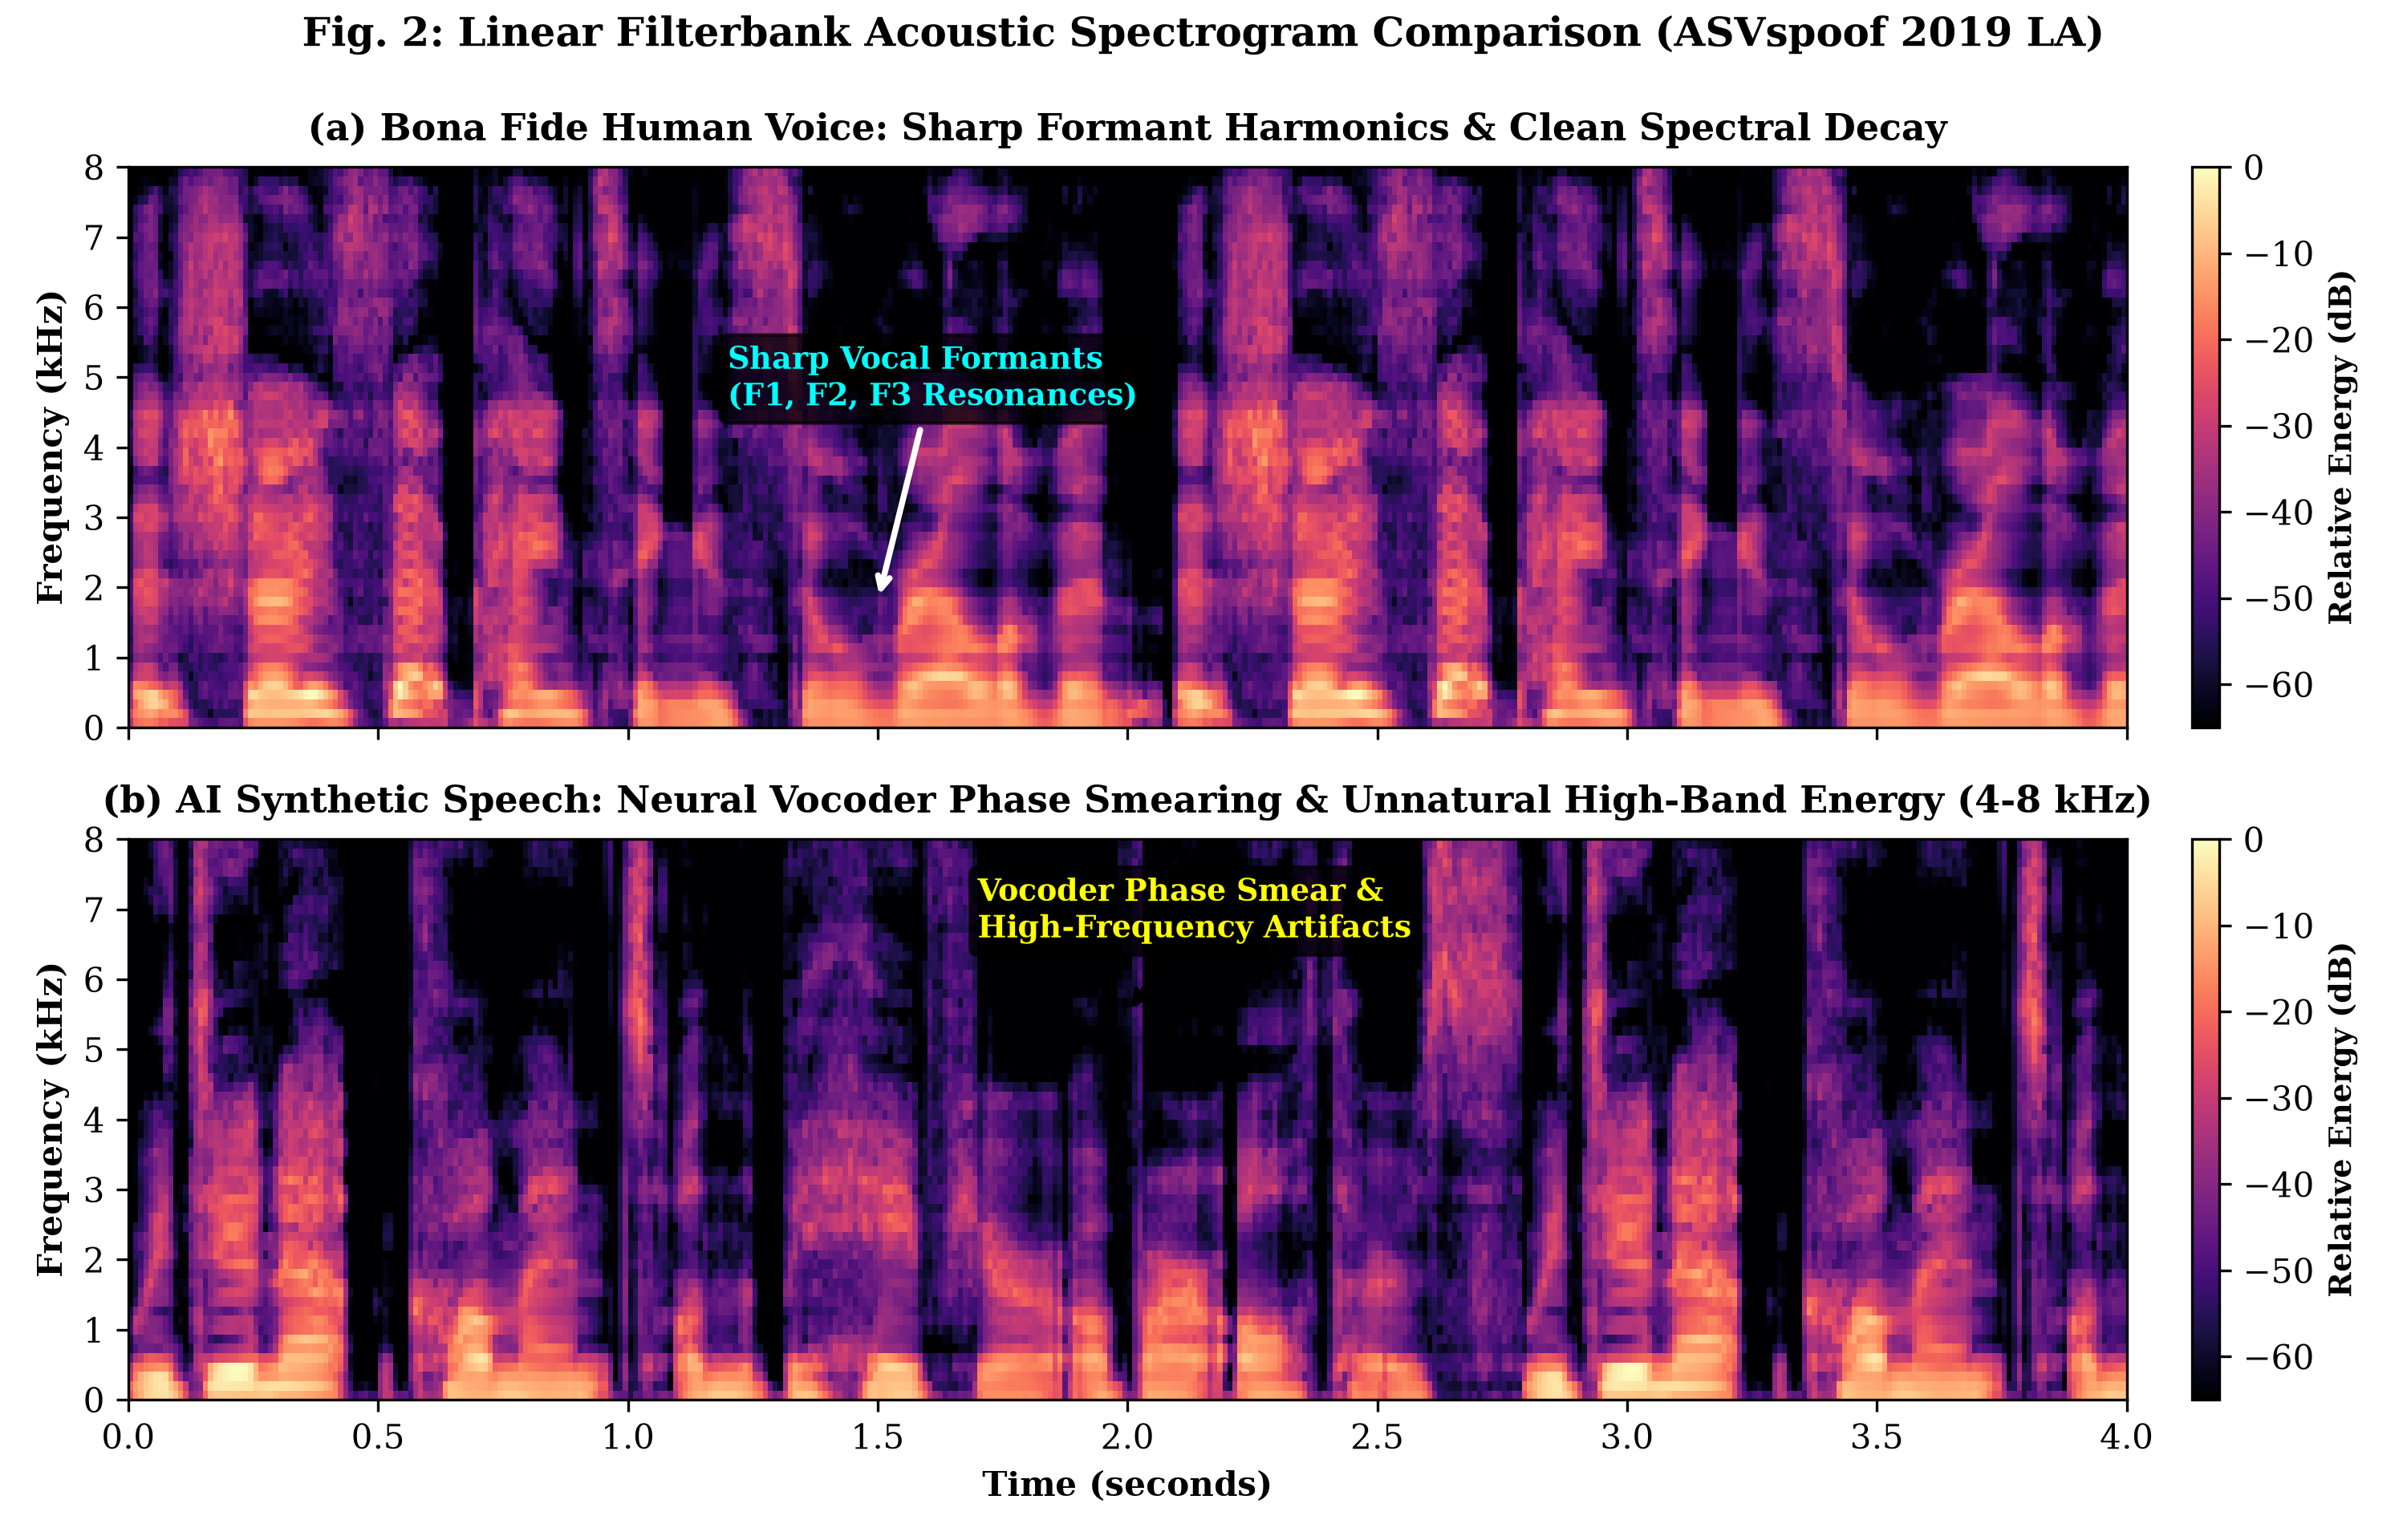 Fig. 2: Linear Filterbank Acoustic Spectrogram Comparison (ASVspoof 2019 LA)
(a) Bona Fide Human Voice: Sharp Formant Harmonics & Clean Spectral Decay
8
7
6
5
4
3
2
1
0
Frequency (kHz)
Sharp Vocal Formants
(F1, F2, F3 Resonances)
0
−10
−20
−30
−40
−50
−60
Relative Energy (dB)
(b) AI Synthetic Speech: Neural Vocoder Phase Smearing & Unnatural High-Band Energy (4-8 kHz)
8
7
6
5
4
3
2
1
0
Frequency (kHz)
Vocoder Phase Smear &
High-Frequency Artifacts
0
−10
−20
−30
−40
−50
−60
Relative Energy (dB)
0.0 0.5 1.0 1.5 2.0 2.5 3.0 3.5 4.0
Time (seconds)